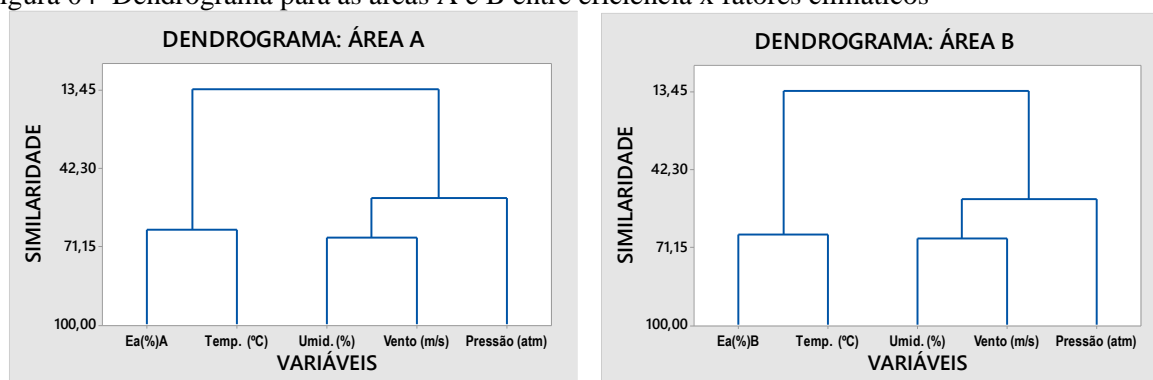 igura 04- Dendrograma para as áreas A e B entre eficiência x fatores climáticos
DENDROGRAMA: ÁREA A
SIMILARIDADE
13,45
42,30
71,15
100,00
Ea(%)A Temp. (ºC) Umid. (%) Vento (m/s) Pressão (atm)
VARIÁVEIS
DENDROGRAMA: ÁREA B
SIMILARIDADE
13,45
42,30
71,15
100,00
Ea(%)B Temp. (ºC) Umid. (%) Vento (m/s) Pressão (atm)
VARIÁVEIS